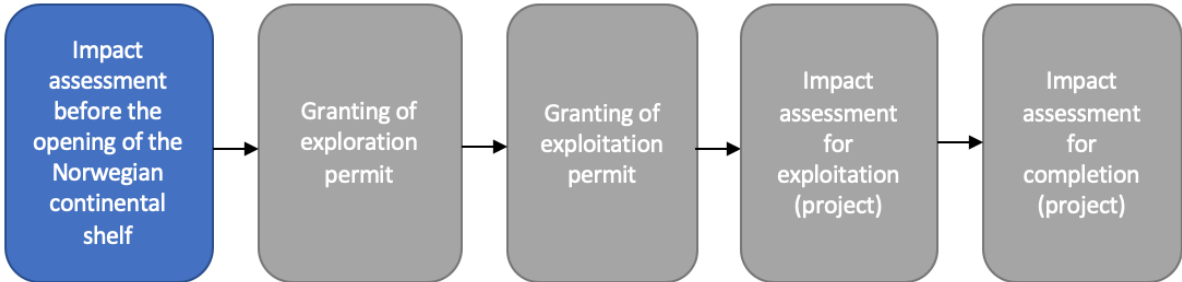 Impact
assessment
before the
opening of the
Norwegian
continental
shelf
Granting of
exploration
permit
Granting of
exploitation
permit
Impact
assessment
for
exploitation
(project)
Impact
assessment
for
completion
(project)